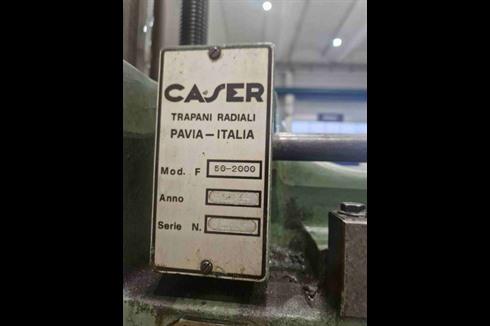 CASER
TRAPANI RADIALI
PAVIA-ITALIA
Mod. F 50-2000
Anno
Serie N.